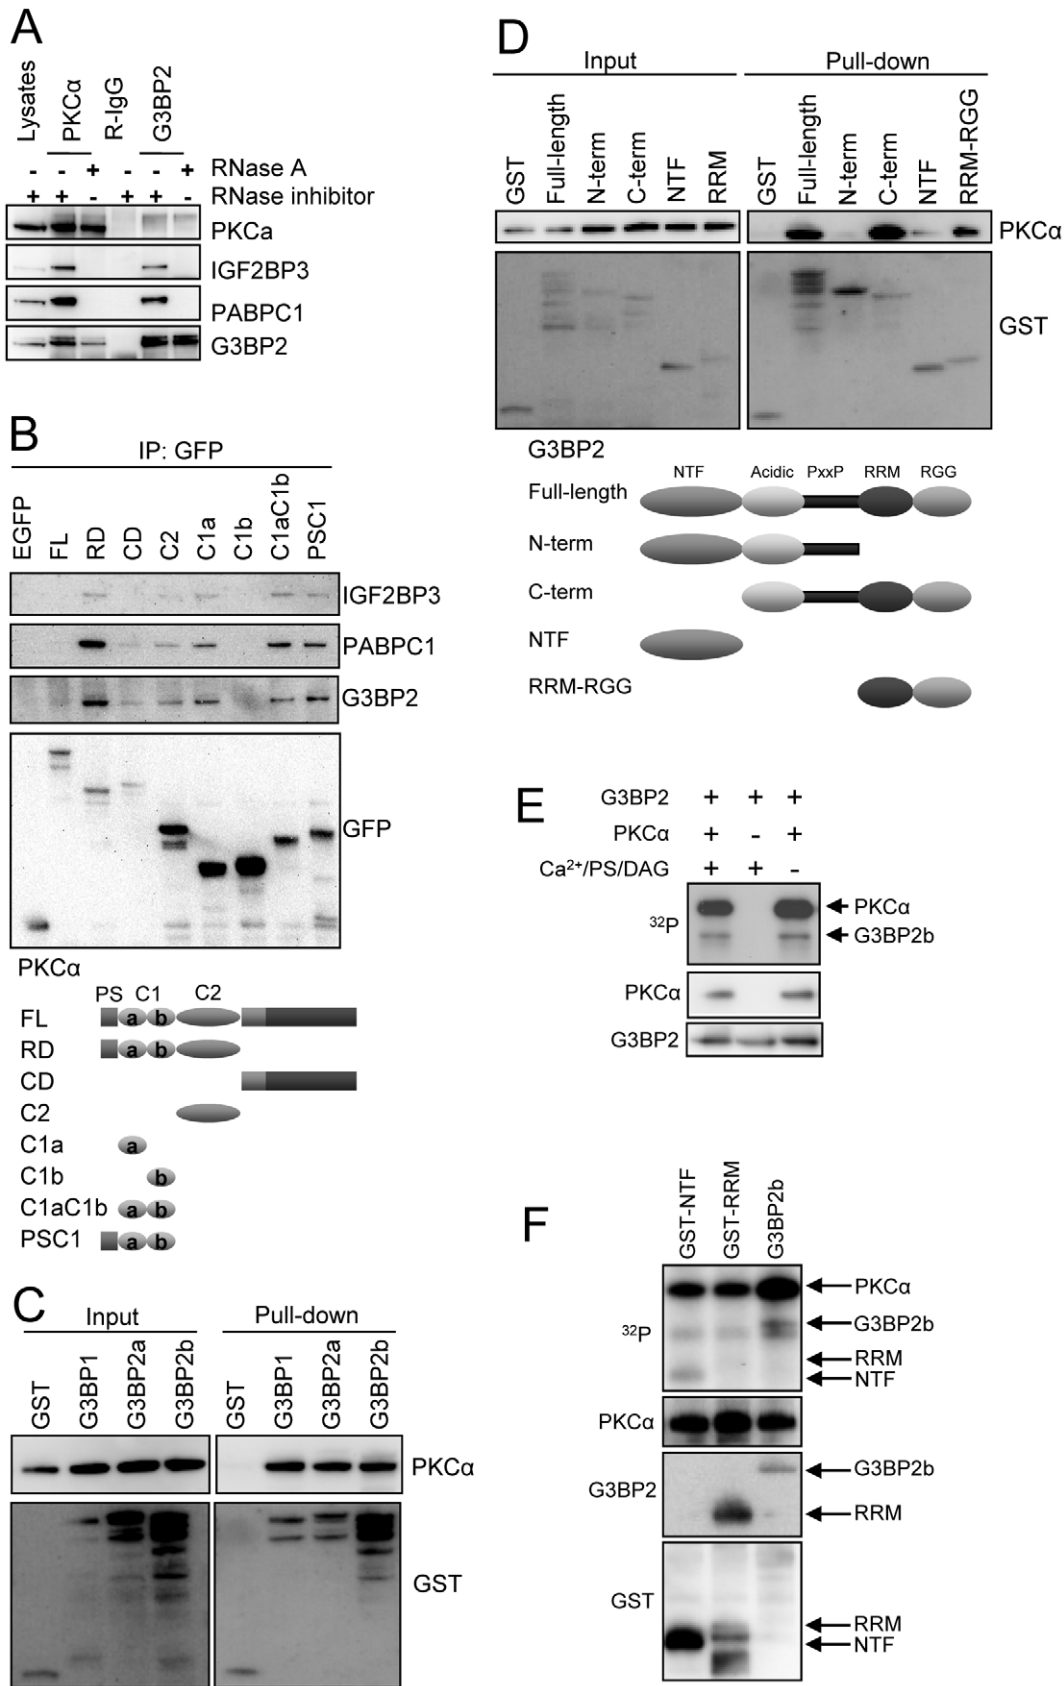 A
Lysates
PKCα
R-IgG
G3BP2
- - + - - + RNase A
+ + - + + - RNase inhibitor
PKCa
IGF2BP3
PABPC1
G3BP2
B
IP: GFP
EGFP
FL
RD
CD
C2
C1a
C1b
C1aC1b
PSC1
IGF2BP3
PABPC1
G3BP2
GFP
PKCα
PS C1 C2
FL a b
RD a b
CD
C2
C1a a
C1b b
C1aC1b a b
PSC1 a b
C
Input Pull-down
GST
G3BP1
G3BP2a
G3BP2b
GST
G3BP1
G3BP2a
G3BP2b
PKCα
GST
D
Input Pull-down
GST
Full-length
N-term
C-term
NTF
RRM
GST
Full-length
N-term
C-term
NTF
RRM-RGG
PKCα
GST
G3BP2
NTF Acidic PxxP RRM RGG
Full-length
N-term
C-term
NTF
RRM-RGG
E
G3BP2 + + +
PKCα + - +
Ca²⁺/PS/DAG + + -
³²P
PKCα
G3BP2b
PKCα
G3BP2
F
GST-NTF
GST-RRM
G3BP2b
³²P
PKCα
G3BP2b
RRM
NTF
PKCα
G3BP2
G3BP2b
RRM
GST
RRM
NTF